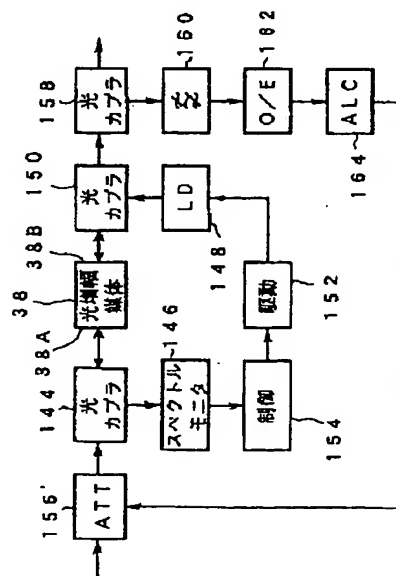 156'
ATT
144
光
カプラ
38A
38
光増幅
媒体
38B
150
光
カプラ
158
光
カプラ
146
スペクトル
モニタ
LD
148
160
O/E
162
制御
154
駆動
152
ALC
164